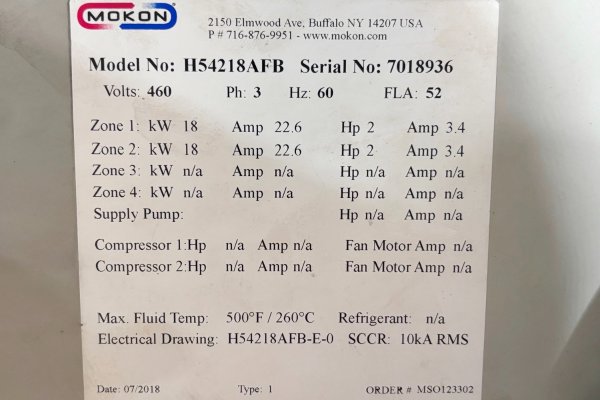 MOKON
2150 Elmwood Ave, Buffalo NY 14207 USA
P # 716-876-9951 - www.mokon.com
Model No: H54218AFB Serial No: 7018936
Volts: 460 Ph: 3 Hz: 60 FLA: 52
Zone 1: kW 18 Amp 22.6 Hp 2 Amp 3.4
Zone 2: kW 18 Amp 22.6 Hp 2 Amp 3.4
Zone 3: kW n/a Amp n/a Hp n/a Amp n/a
Zone 4: kW n/a Amp n/a Hp n/a Amp n/a
Supply Pump: Hp n/a Amp n/a
Compressor 1:Hp n/a Amp n/a Fan Motor Amp n/a
Compressor 2:Hp n/a Amp n/a Fan Motor Amp n/a
Max. Fluid Temp: 500°F / 260°C Refrigerant: n/a
Electrical Drawing: H54218AFB-E-0 SCCR: 10kA RMS
Date: 07/2018 Type: 1 ORDER # MSO123302